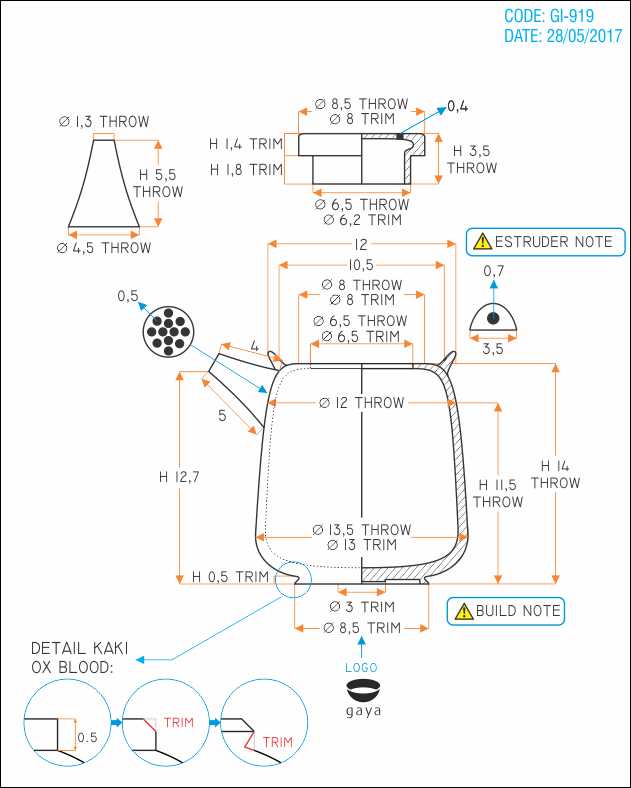 CODE: GI-919
DATE: 28/05/2017
Ø 1,3 THROW
H 5,5
THROW
Ø 4,5 THROW
Ø 8,5 THROW
Ø 8 TRIM
0,4
H 1,4 TRIM
H 1,8 TRIM
H 3,5
THROW
Ø 6,5 THROW
Ø 6,2 TRIM
12
ESTRUDER NOTE
10,5
0,7
Ø 8 THROW
Ø 8 TRIM
0,5
Ø 6,5 THROW
Ø 6,5 TRIM
3,5
4
5
Ø 12 THROW
H 12,7
H 11,5
THROW
H 14
THROW
Ø 13,5 THROW
Ø 13 TRIM
H 0,5 TRIM
Ø 3 TRIM
BUILD NOTE
Ø 8,5 TRIM
DETAIL KAKI
OX BLOOD:
LOGO
gaya
0.5
TRIM
TRIM